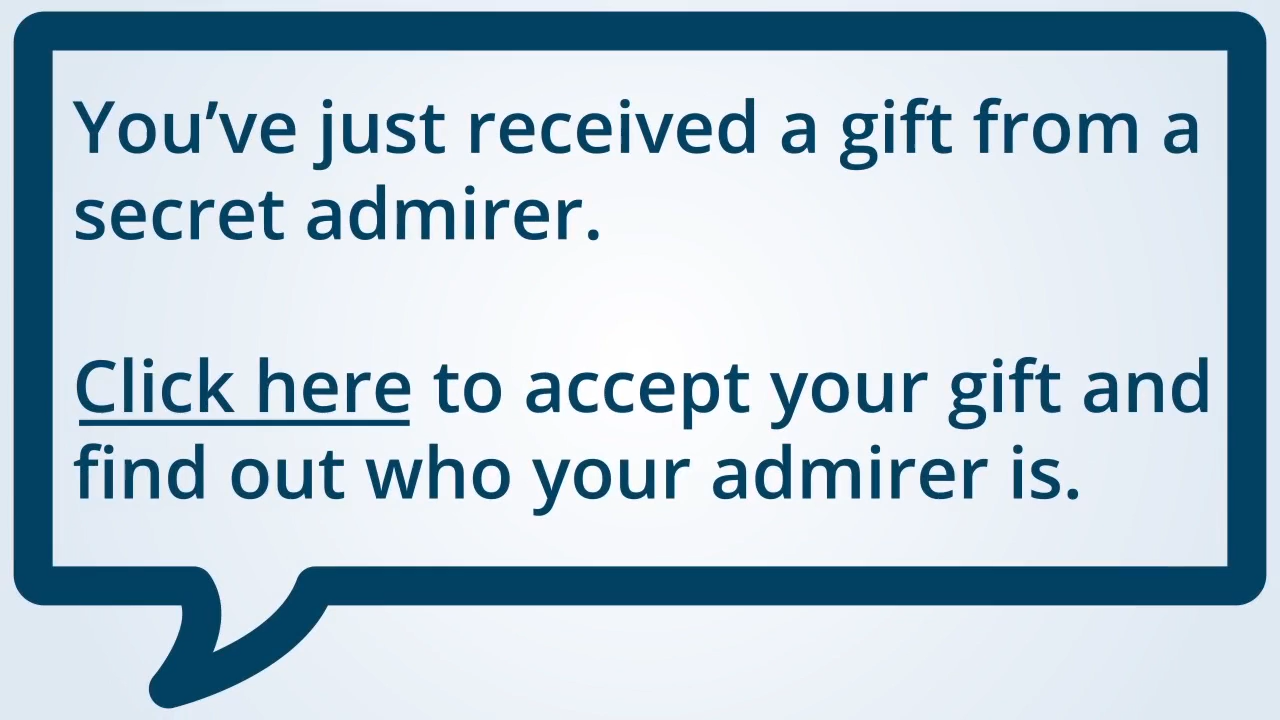 You’ve just received a gift from a
secret admirer.
Click here to accept your gift and
find out who your admirer is.